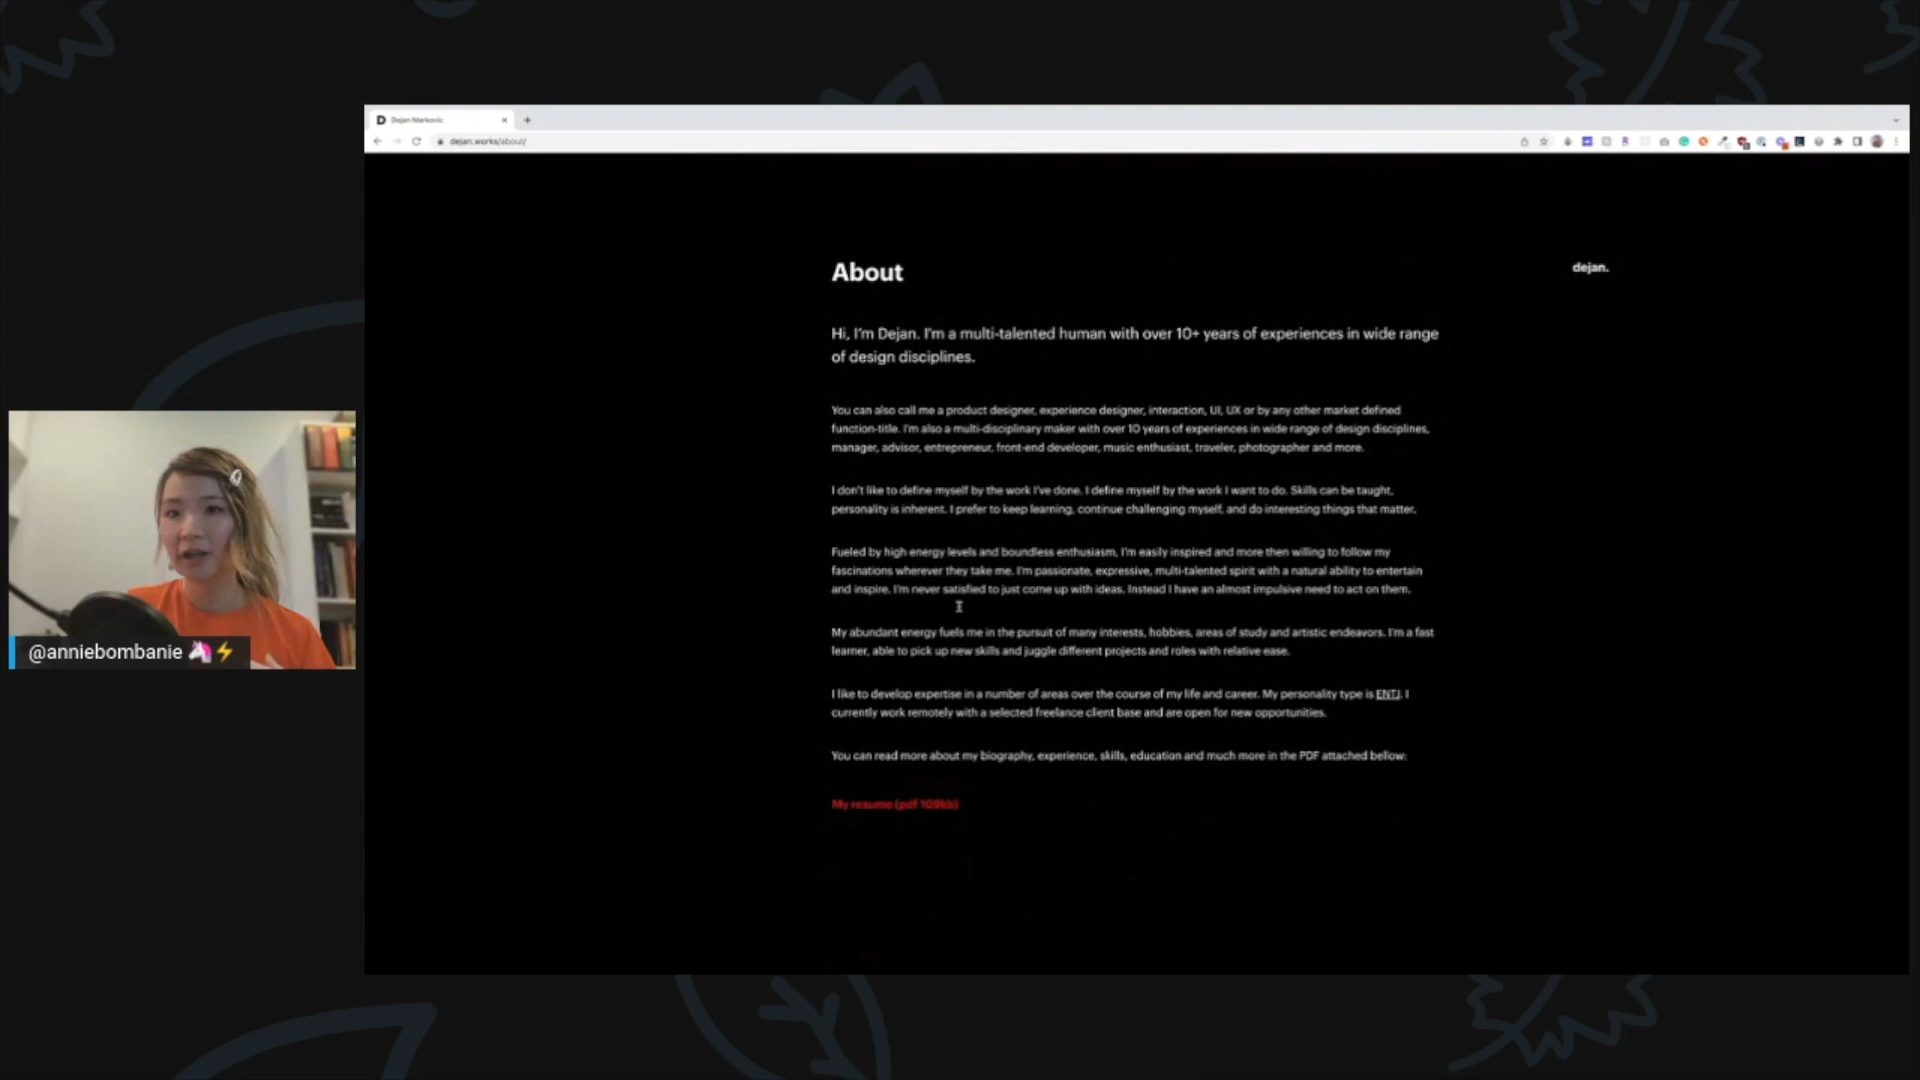 Dejan Markovic
dejan.works/about/
About
dejan.
Hi, I'm Dejan. I'm a multi-talented human with over 10+ years of experiences in wide range
of design disciplines.
You can also call me a product designer, experience designer, interaction, UI, UX or by any other market defined
function-title. I'm also a multi-disciplinary maker with over 10 years of experiences in wide range of design disciplines,
manager, advisor, entrepreneur, front-end developer, music enthusiast, traveler, photographer and more.
I don't like to define myself by the work I've done. I define myself by the work I want to do. Skills can be taught,
personality is inherent. I prefer to keep learning, continue challenging myself, and do interesting things that matter.
Fueled by high energy levels and boundless enthusiasm, I'm easily inspired and more then willing to follow my
fascinations wherever they take me. I'm passionate, expressive, multi-talented spirit with a natural ability to entertain
and inspire. I'm never satisfied to just come up with ideas. Instead I have an almost impulsive need to act on them.
My abundant energy fuels me in the pursuit of many interests, hobbies, areas of study and artistic endeavors. I'm a fast
learner, able to pick up new skills and juggle different projects and roles with relative ease.
I like to develop expertise in a number of areas over the course of my life and career. My personality type is ENTJ. I
currently work remotely with a selected freelance client base and are open for new opportunities.
You can read more about my biography, experience, skills, education and much more in the PDF attached bellow:
My resume (pdf 109kb)
@anniebombanie 🦄⚡